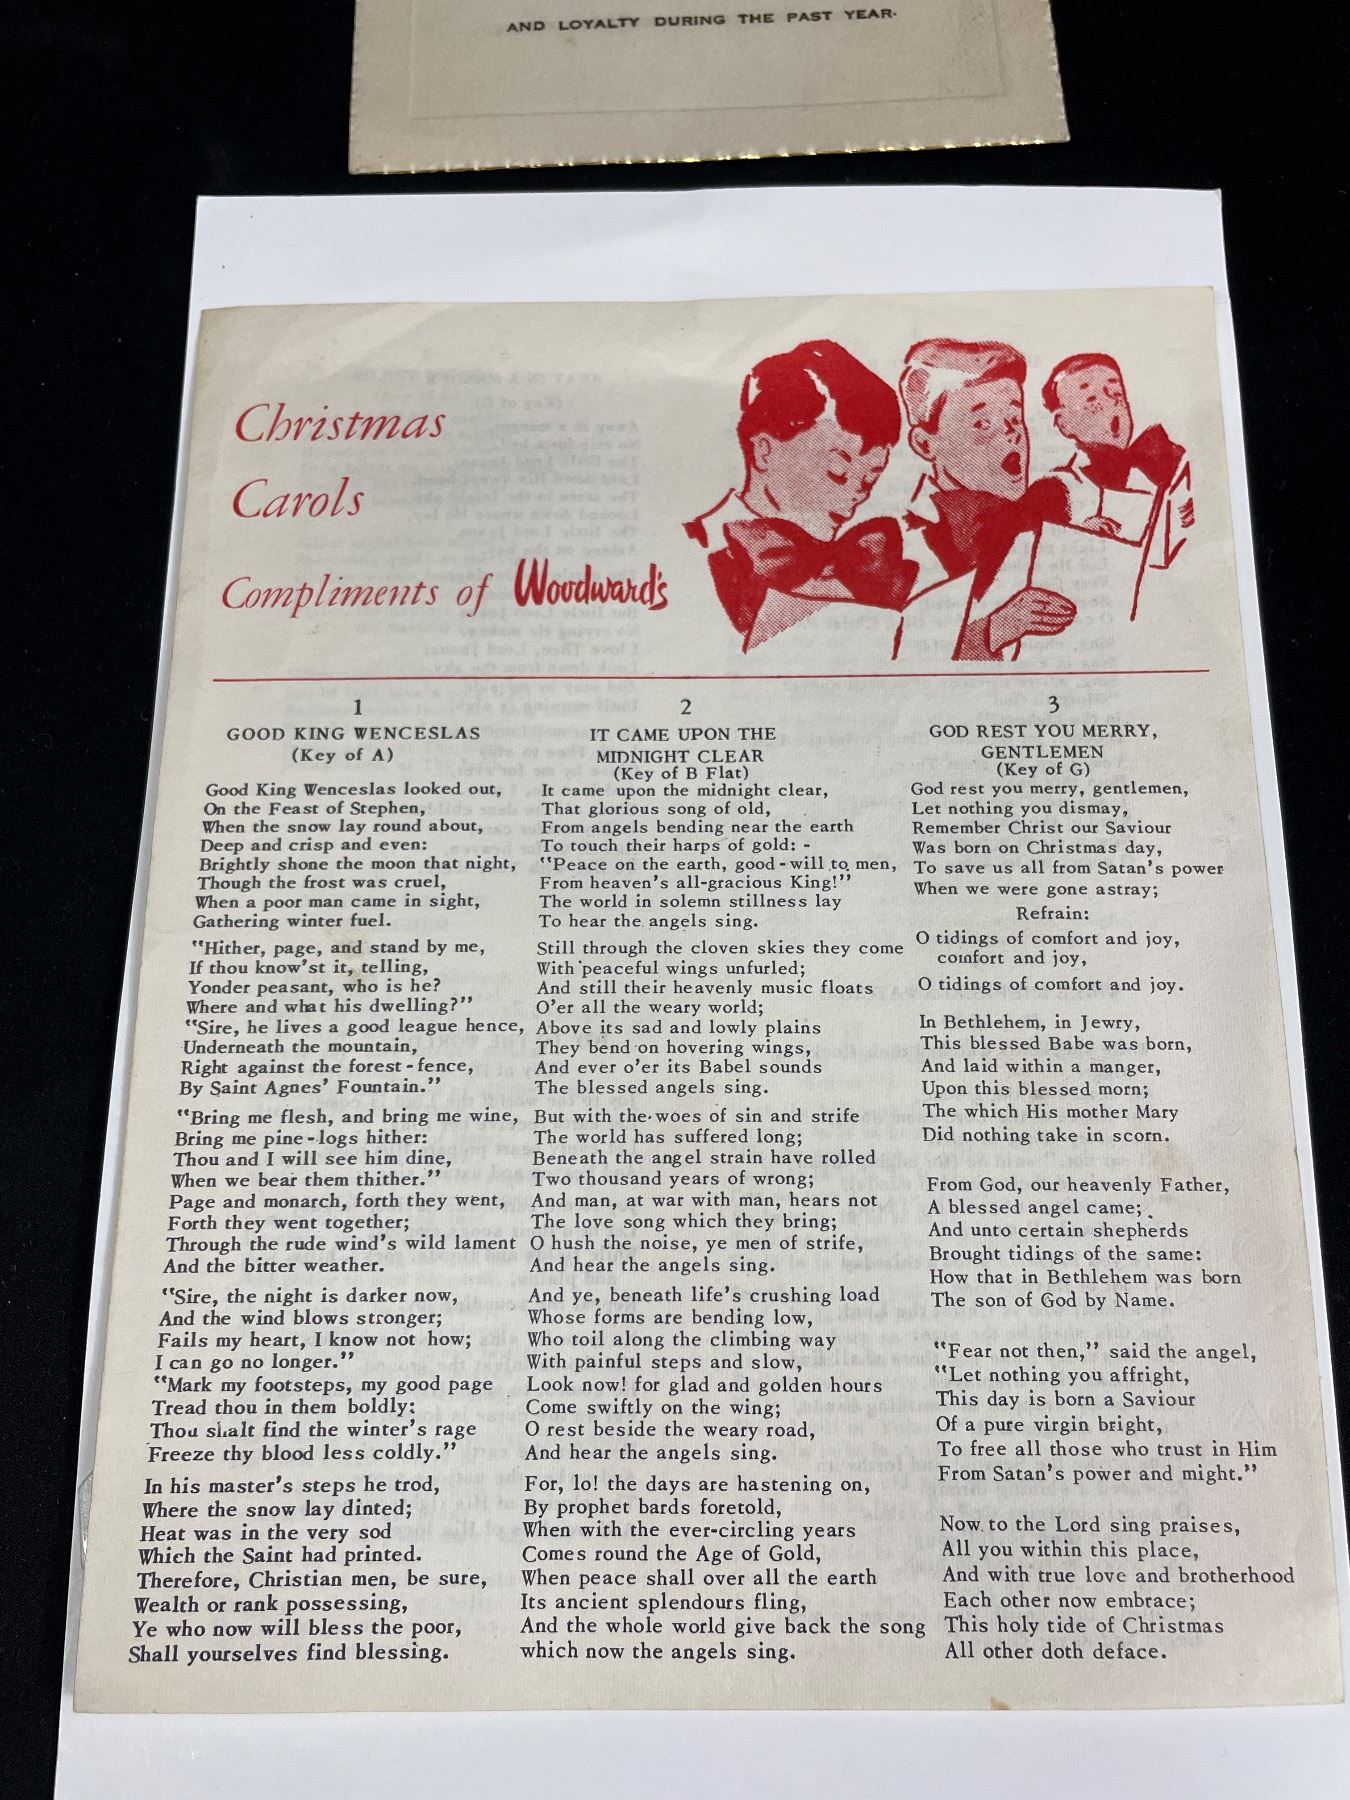 AND LOYALTY DURING THE PAST YEAR.
Christmas
Carols
Compliments of Woodward's
1
GOOD KING WENCESLAS
(Key of A)
Good King Wenceslas looked out,
On the Feast of Stephen,
When the snow lay round about,
Deep and crisp and even:
Brightly shone the moon that night,
Though the frost was cruel,
When a poor man came in sight,
Gathering winter fuel.
"Hither, page, and stand by me,
If thou know'st it, telling,
Yonder peasant, who is he?
Where and what his dwelling?"
"Sire, he lives a good league hence,
Underneath the mountain,
Right against the forest-fence,
By Saint Agnes' Fountain."
"Bring me flesh, and bring me wine,
Bring me pine-logs hither:
Thou and I will see him dine,
When we bear them thither."
Page and monarch, forth they went,
Forth they went together;
Through the rude wind's wild lament
And the bitter weather.
"Sire, the night is darker now,
And the wind blows stronger;
Fails my heart, I know not how;
I can go no longer."
"Mark my footsteps, my good page
Tread thou in them boldly:
Thou shalt find the winter's rage
Freeze thy blood less coldly."
In his master's steps he trod,
Where the snow lay dinted;
Heat was in the very sod
Which the Saint had printed.
Therefore, Christian men, be sure,
Wealth or rank possessing,
Ye who now will bless the poor,
Shall yourselves find blessing.
2
IT CAME UPON THE
MIDNIGHT CLEAR
(Key of B Flat)
It came upon the midnight clear,
That glorious song of old,
From angels bending near the earth
To touch their harps of gold: -
"Peace on the earth, good-will to men,
From heaven's all-gracious King!"
The world in solemn stillness lay
To hear the angels sing.
Still through the cloven skies they come
With peaceful wings unfurled;
And still their heavenly music floats
O'er all the weary world;
Above its sad and lowly plains
They bend on hovering wings,
And ever o'er its Babel sounds
The blessed angels sing.
But with the woes of sin and strife
The world has suffered long;
Beneath the angel strain have rolled
Two thousand years of wrong;
And man, at war with man, hears not
The love song which they bring;
O hush the noise, ye men of strife,
And hear the angels sing.
And ye, beneath life's crushing load
Whose forms are bending low,
Who toil along the climbing way
With painful steps and slow,
Look now! for glad and golden hours
Come swiftly on the wing;
O rest beside the weary road,
And hear the angels sing.
For, lo! the days are hastening on,
By prophet bards foretold,
When with the ever-circling years
Comes round the Age of Gold,
When peace shall over all the earth
Its ancient splendours fling,
And the whole world give back the song
which now the angels sing.
3
GOD REST YOU MERRY,
GENTLEMEN
(Key of G)
God rest you merry, gentlemen,
Let nothing you dismay,
Remember Christ our Saviour
Was born on Christmas day,
To save us all from Satan's power
When we were gone astray;
Refrain:
O tidings of comfort and joy,
comfort and joy,
O tidings of comfort and joy.
In Bethlehem, in Jewry,
This blessed Babe was born,
And laid within a manger,
Upon this blessed morn;
The which His mother Mary
Did nothing take in scorn.
From God, our heavenly Father,
A blessed angel came;
And unto certain shepherds
Brought tidings of the same:
How that in Bethlehem was born
The son of God by Name.
"Fear not then," said the angel,
"Let nothing you affright,
This day is born a Saviour
Of a pure virgin bright,
To free all those who trust in Him
From Satan's power and might."
Now to the Lord sing praises,
All you within this place,
And with true love and brotherhood
Each other now embrace;
This holy tide of Christmas
All other doth deface.